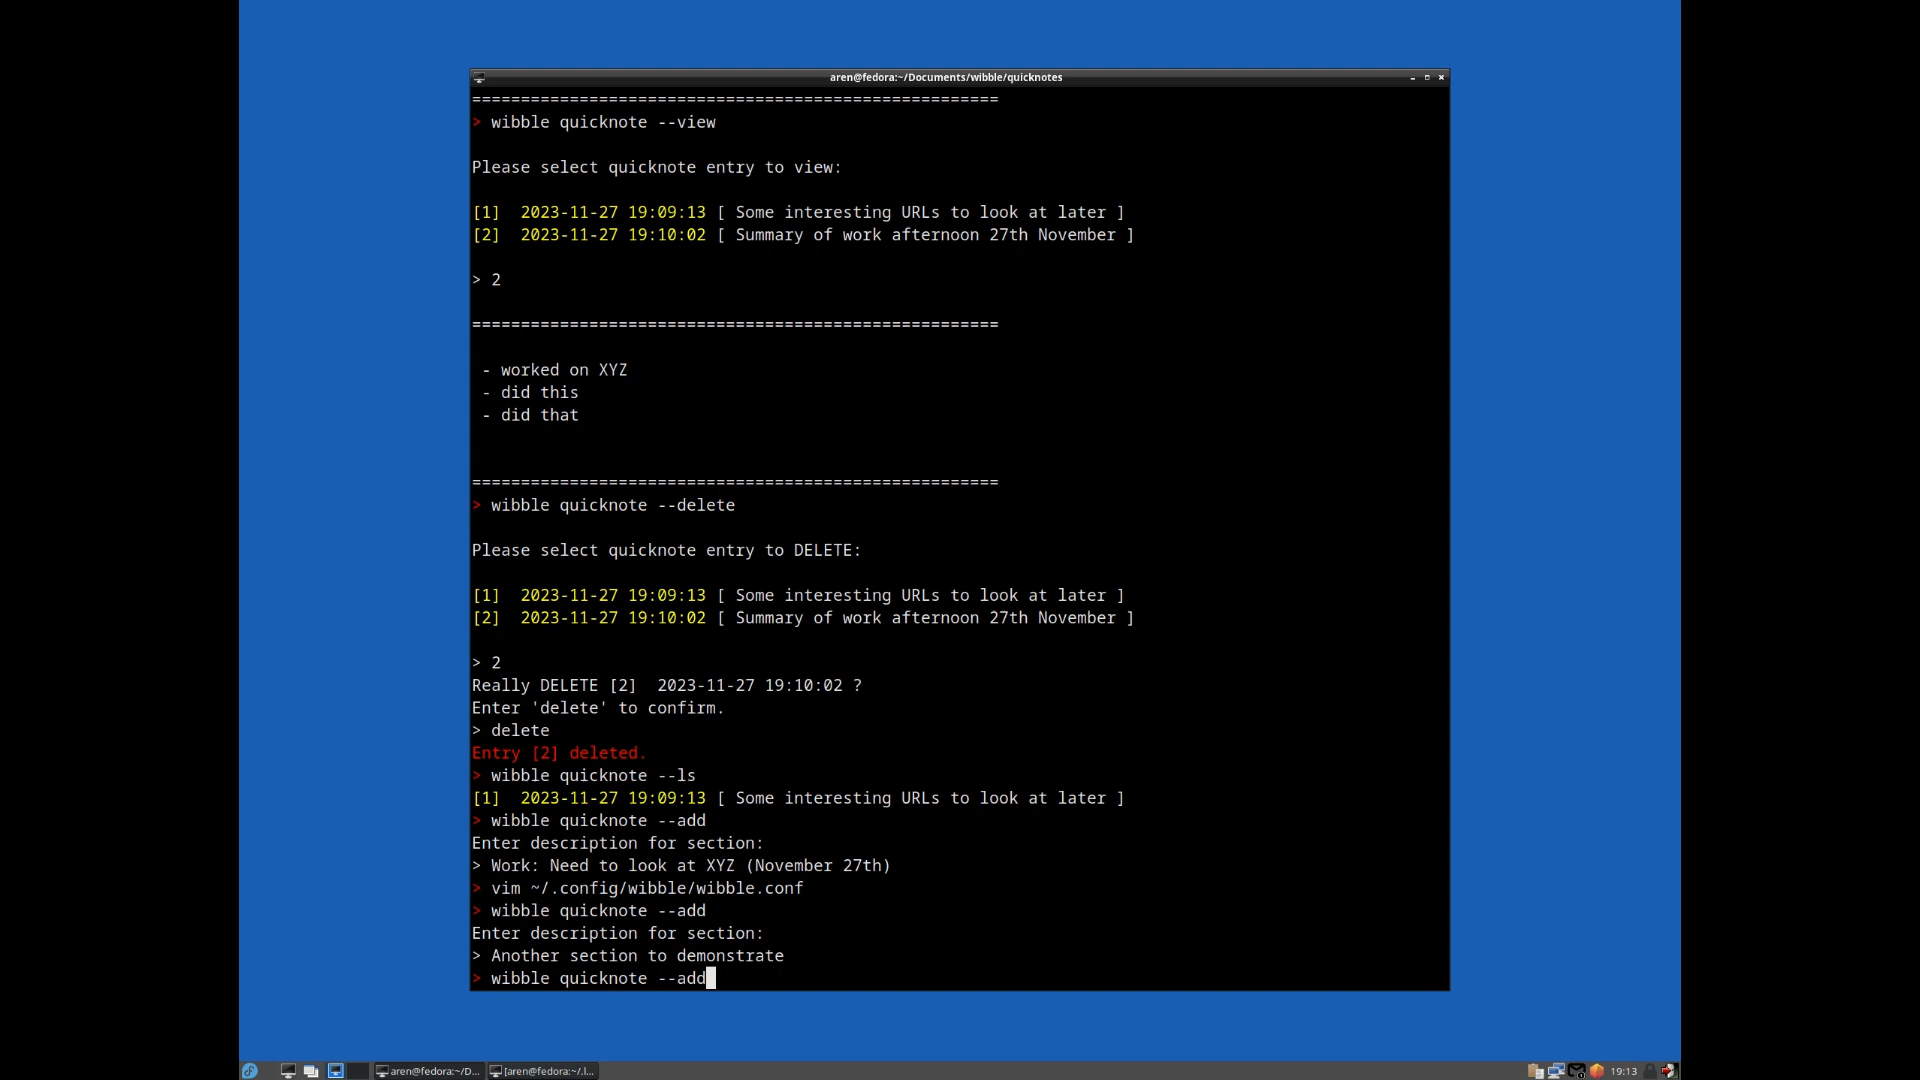 aren@fedora:~/Documents/wibble/quicknotes
======================================================
> wibble quicknote --view
Please select quicknote entry to view:
[1]  2023-11-27 19:09:13 [ Some interesting URLs to look at later ]
[2]  2023-11-27 19:10:02 [ Summary of work afternoon 27th November ]
> 2
======================================================
- worked on XYZ
- did this
- did that
======================================================
> wibble quicknote --delete
Please select quicknote entry to DELETE:
[1]  2023-11-27 19:09:13 [ Some interesting URLs to look at later ]
[2]  2023-11-27 19:10:02 [ Summary of work afternoon 27th November ]
> 2
Really DELETE [2]  2023-11-27 19:10:02 ?
Enter 'delete' to confirm.
> delete
Entry [2] deleted.
> wibble quicknote --ls
[1]  2023-11-27 19:09:13 [ Some interesting URLs to look at later ]
> wibble quicknote --add
Enter description for section:
> Work: Need to look at XYZ (November 27th)
> vim ~/.config/wibble/wibble.conf
> wibble quicknote --add
Enter description for section:
> Another section to demonstrate
> wibble quicknote --add
aren@fedora:~/D... [aren@fedora:~/.l... 19:13